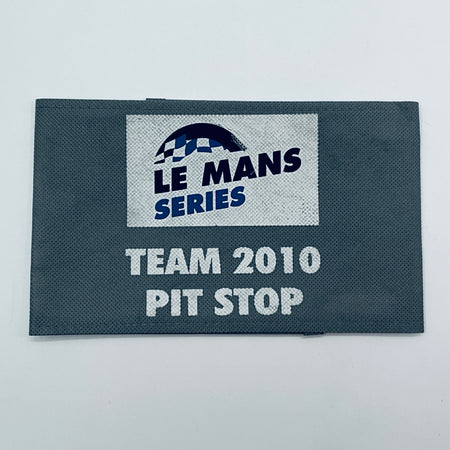 LE MANS
SERIES
TEAM 2010
PIT STOP